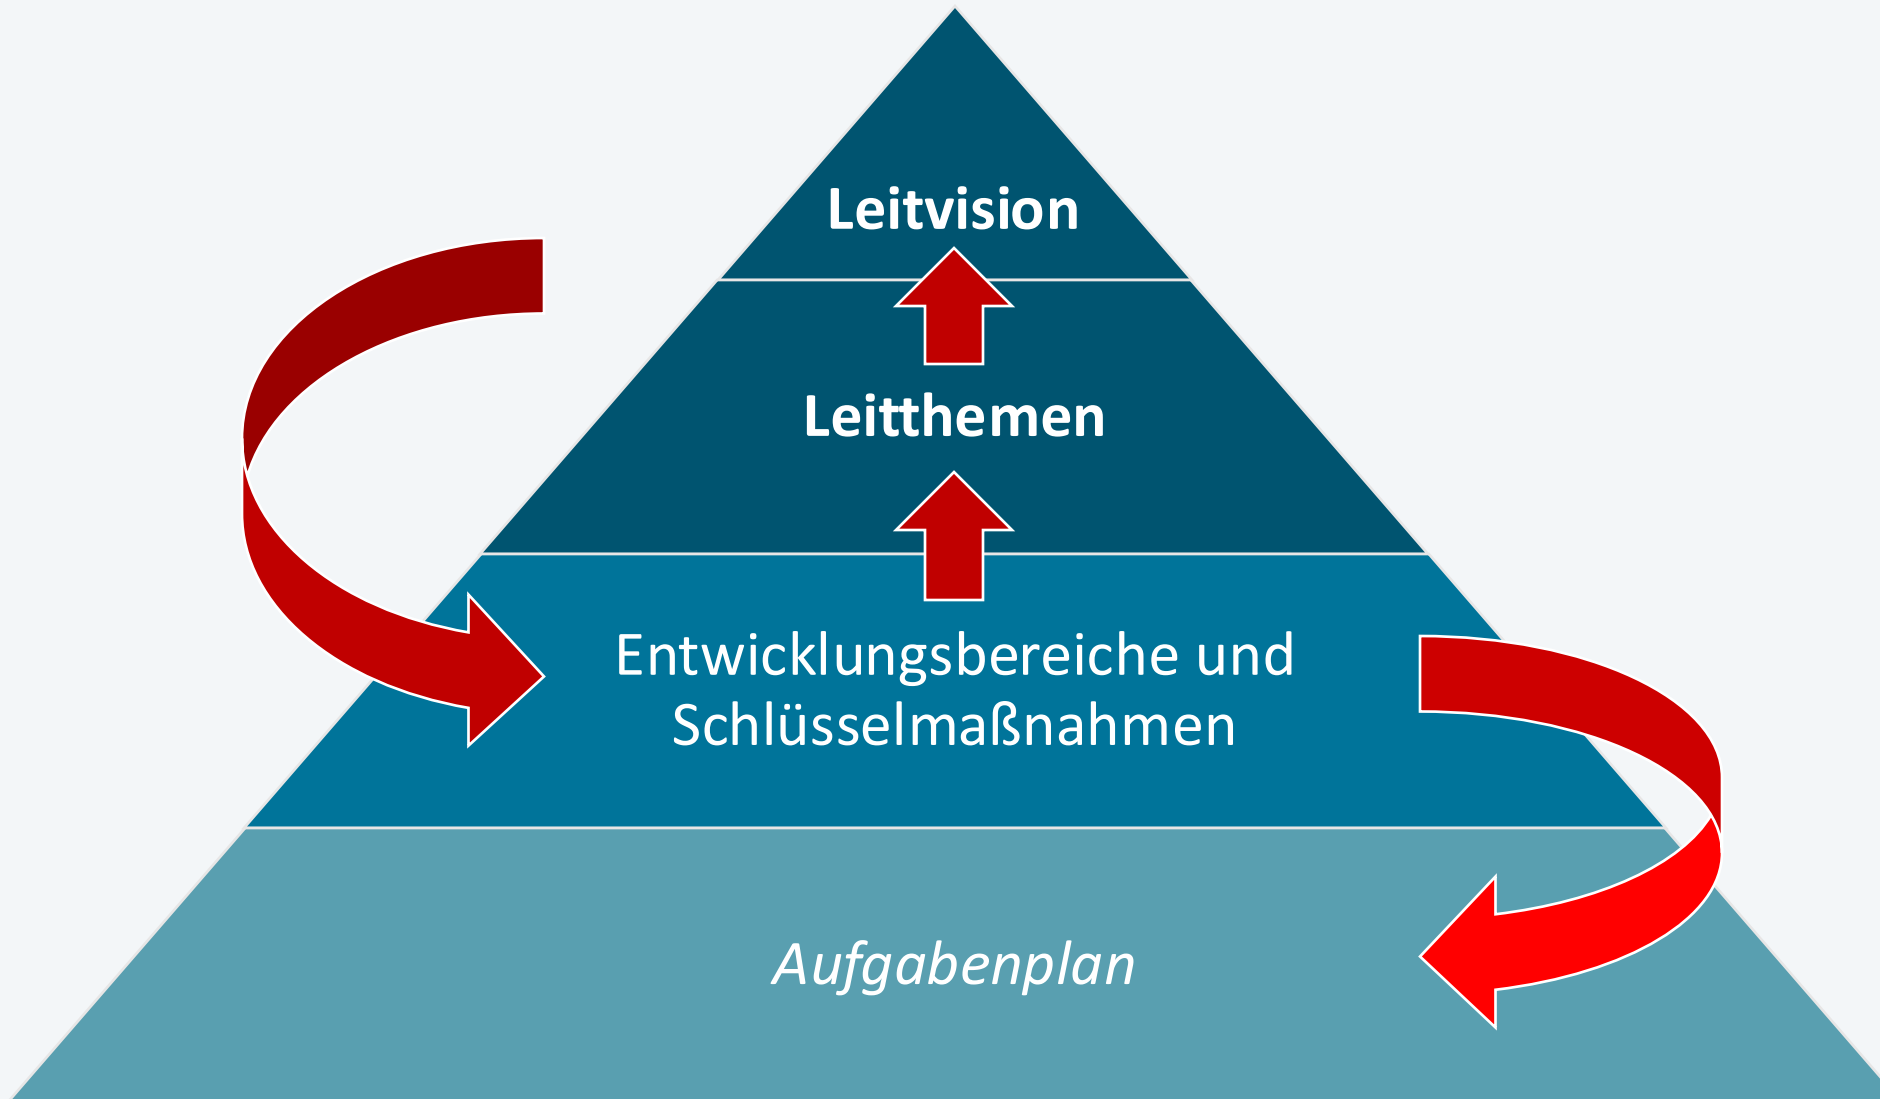 Leitvision
Leitthemen
Entwicklungsbereiche und
Schlüsselmaßnahmen
Aufgabenplan